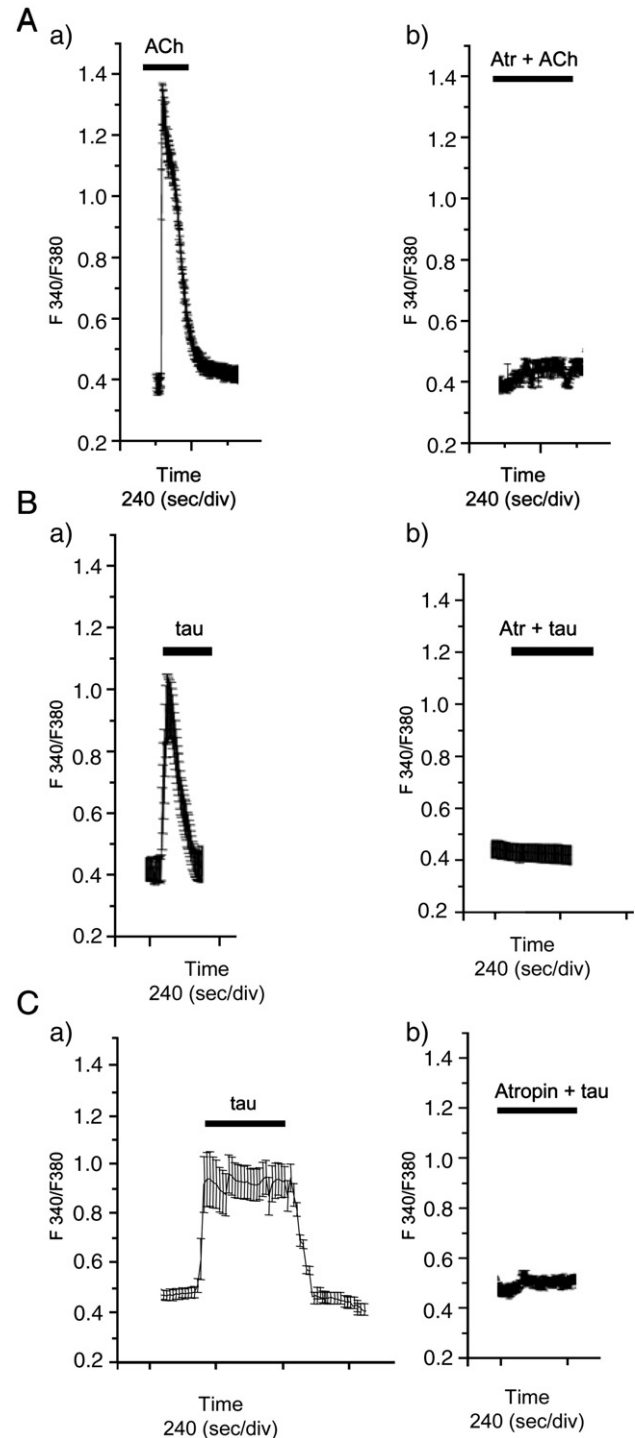 A
a)
ACh
1.4
1.2
1.0
0.8
0.6
0.4
0.2
F 340/F380
Time
240 (sec/div)
b)
Atr + ACh
1.4
1.2
1.0
0.8
0.6
0.4
0.2
F 340/F380
Time
240 (sec/div)
B
a)
tau
1.4
1.2
1.0
0.8
0.6
0.4
0.2
F 340/F380
Time
240 (sec/div)
b)
Atr + tau
1.4
1.2
1.0
0.8
0.6
0.4
0.2
F 340/F380
Time
240 (sec/div)
C
a)
tau
1.4
1.2
1.0
0.8
0.6
0.4
0.2
F 340/F380
Time
240 (sec/div)
b)
Atropin + tau
1.4
1.2
1.0
0.8
0.6
0.4
0.2
F 340/F380
Time
240 (sec/div)